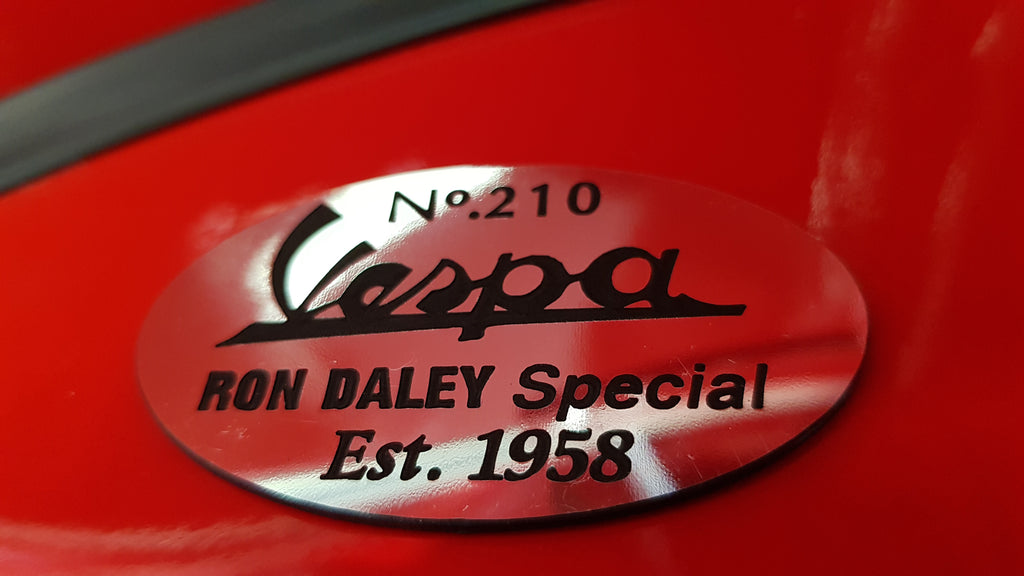 Nº.210
Vespa
RON DALEY Special
Est. 1958